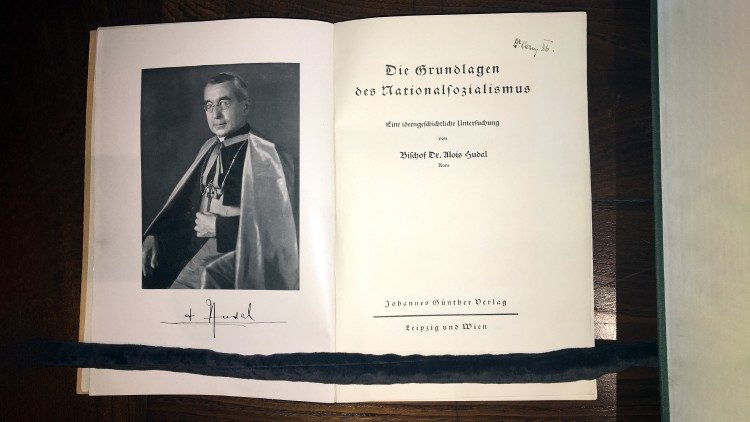 † Hudal
Die Grundlagen
des Nationalsozialismus
Eine ideengeschichtliche Untersuchung
von
Bischof Dr. Alois Hudal
Rom
Johannes Günther Verlag
Leipzig und Wien